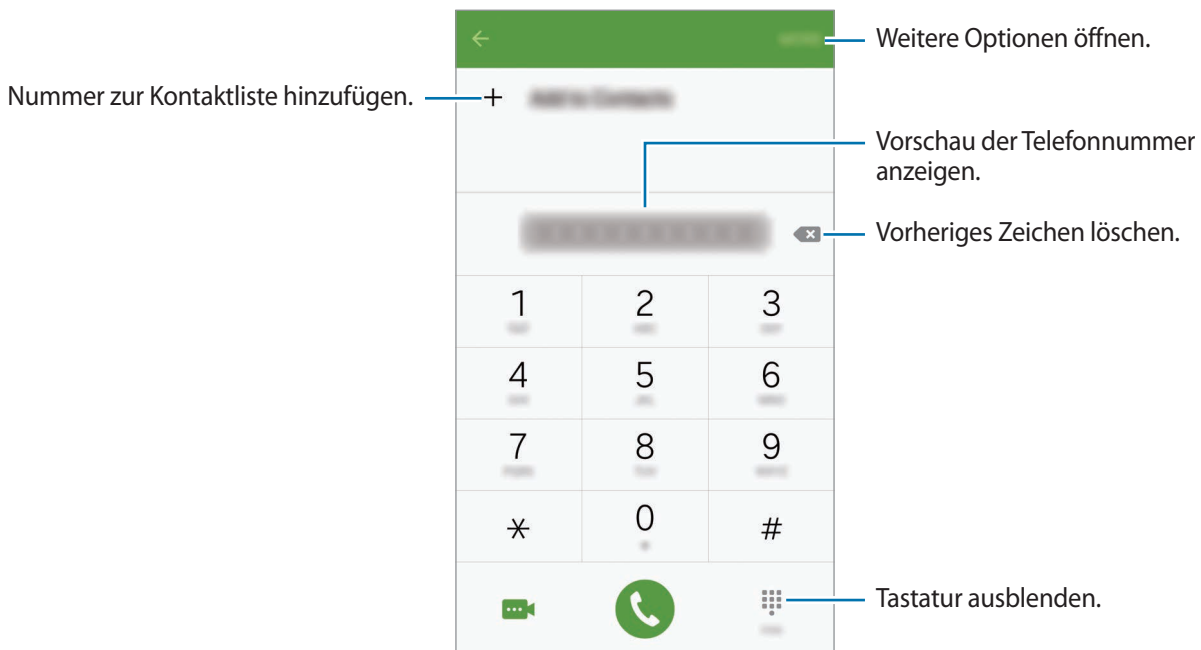 Weitere Optionen öffnen.
Nummer zur Kontaktliste hinzufügen.
Vorschau der Telefonnummer
anzeigen.
Vorheriges Zeichen löschen.
1 2 3
4 5 6
7 8 9
* 0 #
Tastatur ausblenden.